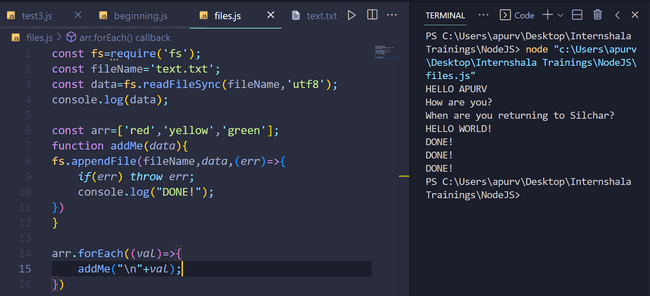 test3.js
beginning.js
files.js
text.txt
files.js > arr.forEach() callback
1 const fs=require('fs');
2 const fileName='text.txt';
3 const data=fs.readFileSync(fileName,'utf8');
4 console.log(data);
5
6 const arr=['red','yellow','green'];
7 function addMe(data){
8 fs.appendFile(fileName,data,(err)=>{
9 if(err) throw err;
10 console.log("DONE!");
11 })
12 }
13
14 arr.forEach((val)=>{
15 addMe("\n"+val);
16 })
TERMINAL
Code
PS C:\Users\apurv\Desktop\Internshala
Trainings\NodeJS> node "c:\Users\apurv
\Desktop\Internshala Trainings\NodeJS\
files.js"
HELLO APURV
How are you?
When are you returning to Silchar?
HELLO WORLD!
DONE!
DONE!
DONE!
PS C:\Users\apurv\Desktop\Internshala
Trainings\NodeJS>